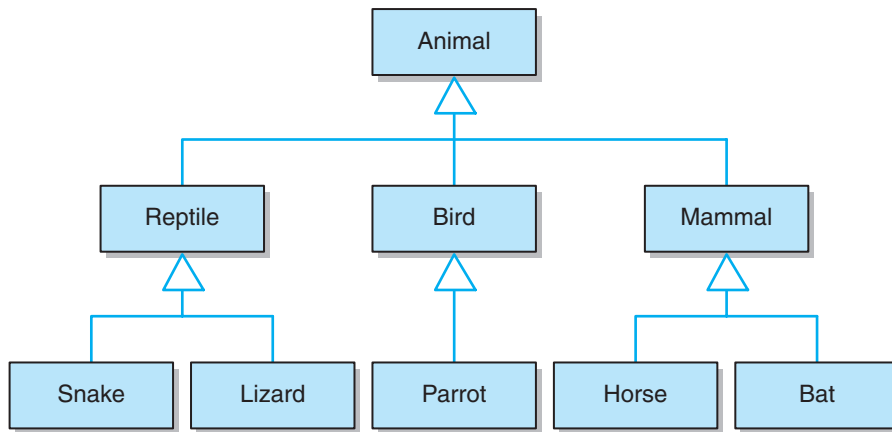 Animal
Reptile
Bird
Mammal
Snake
Lizard
Parrot
Horse
Bat